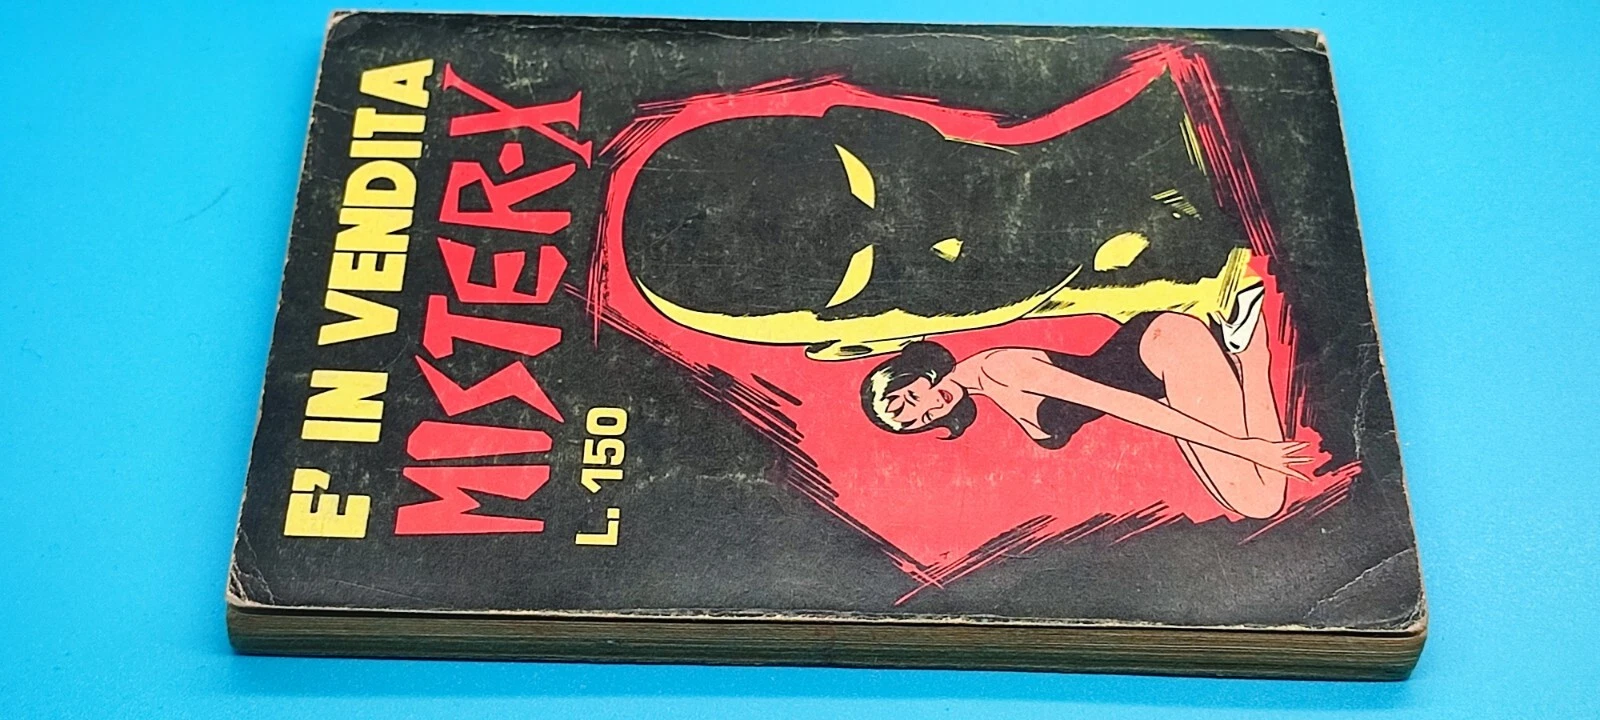 E' IN VENDITA
MISTER-X
L. 150